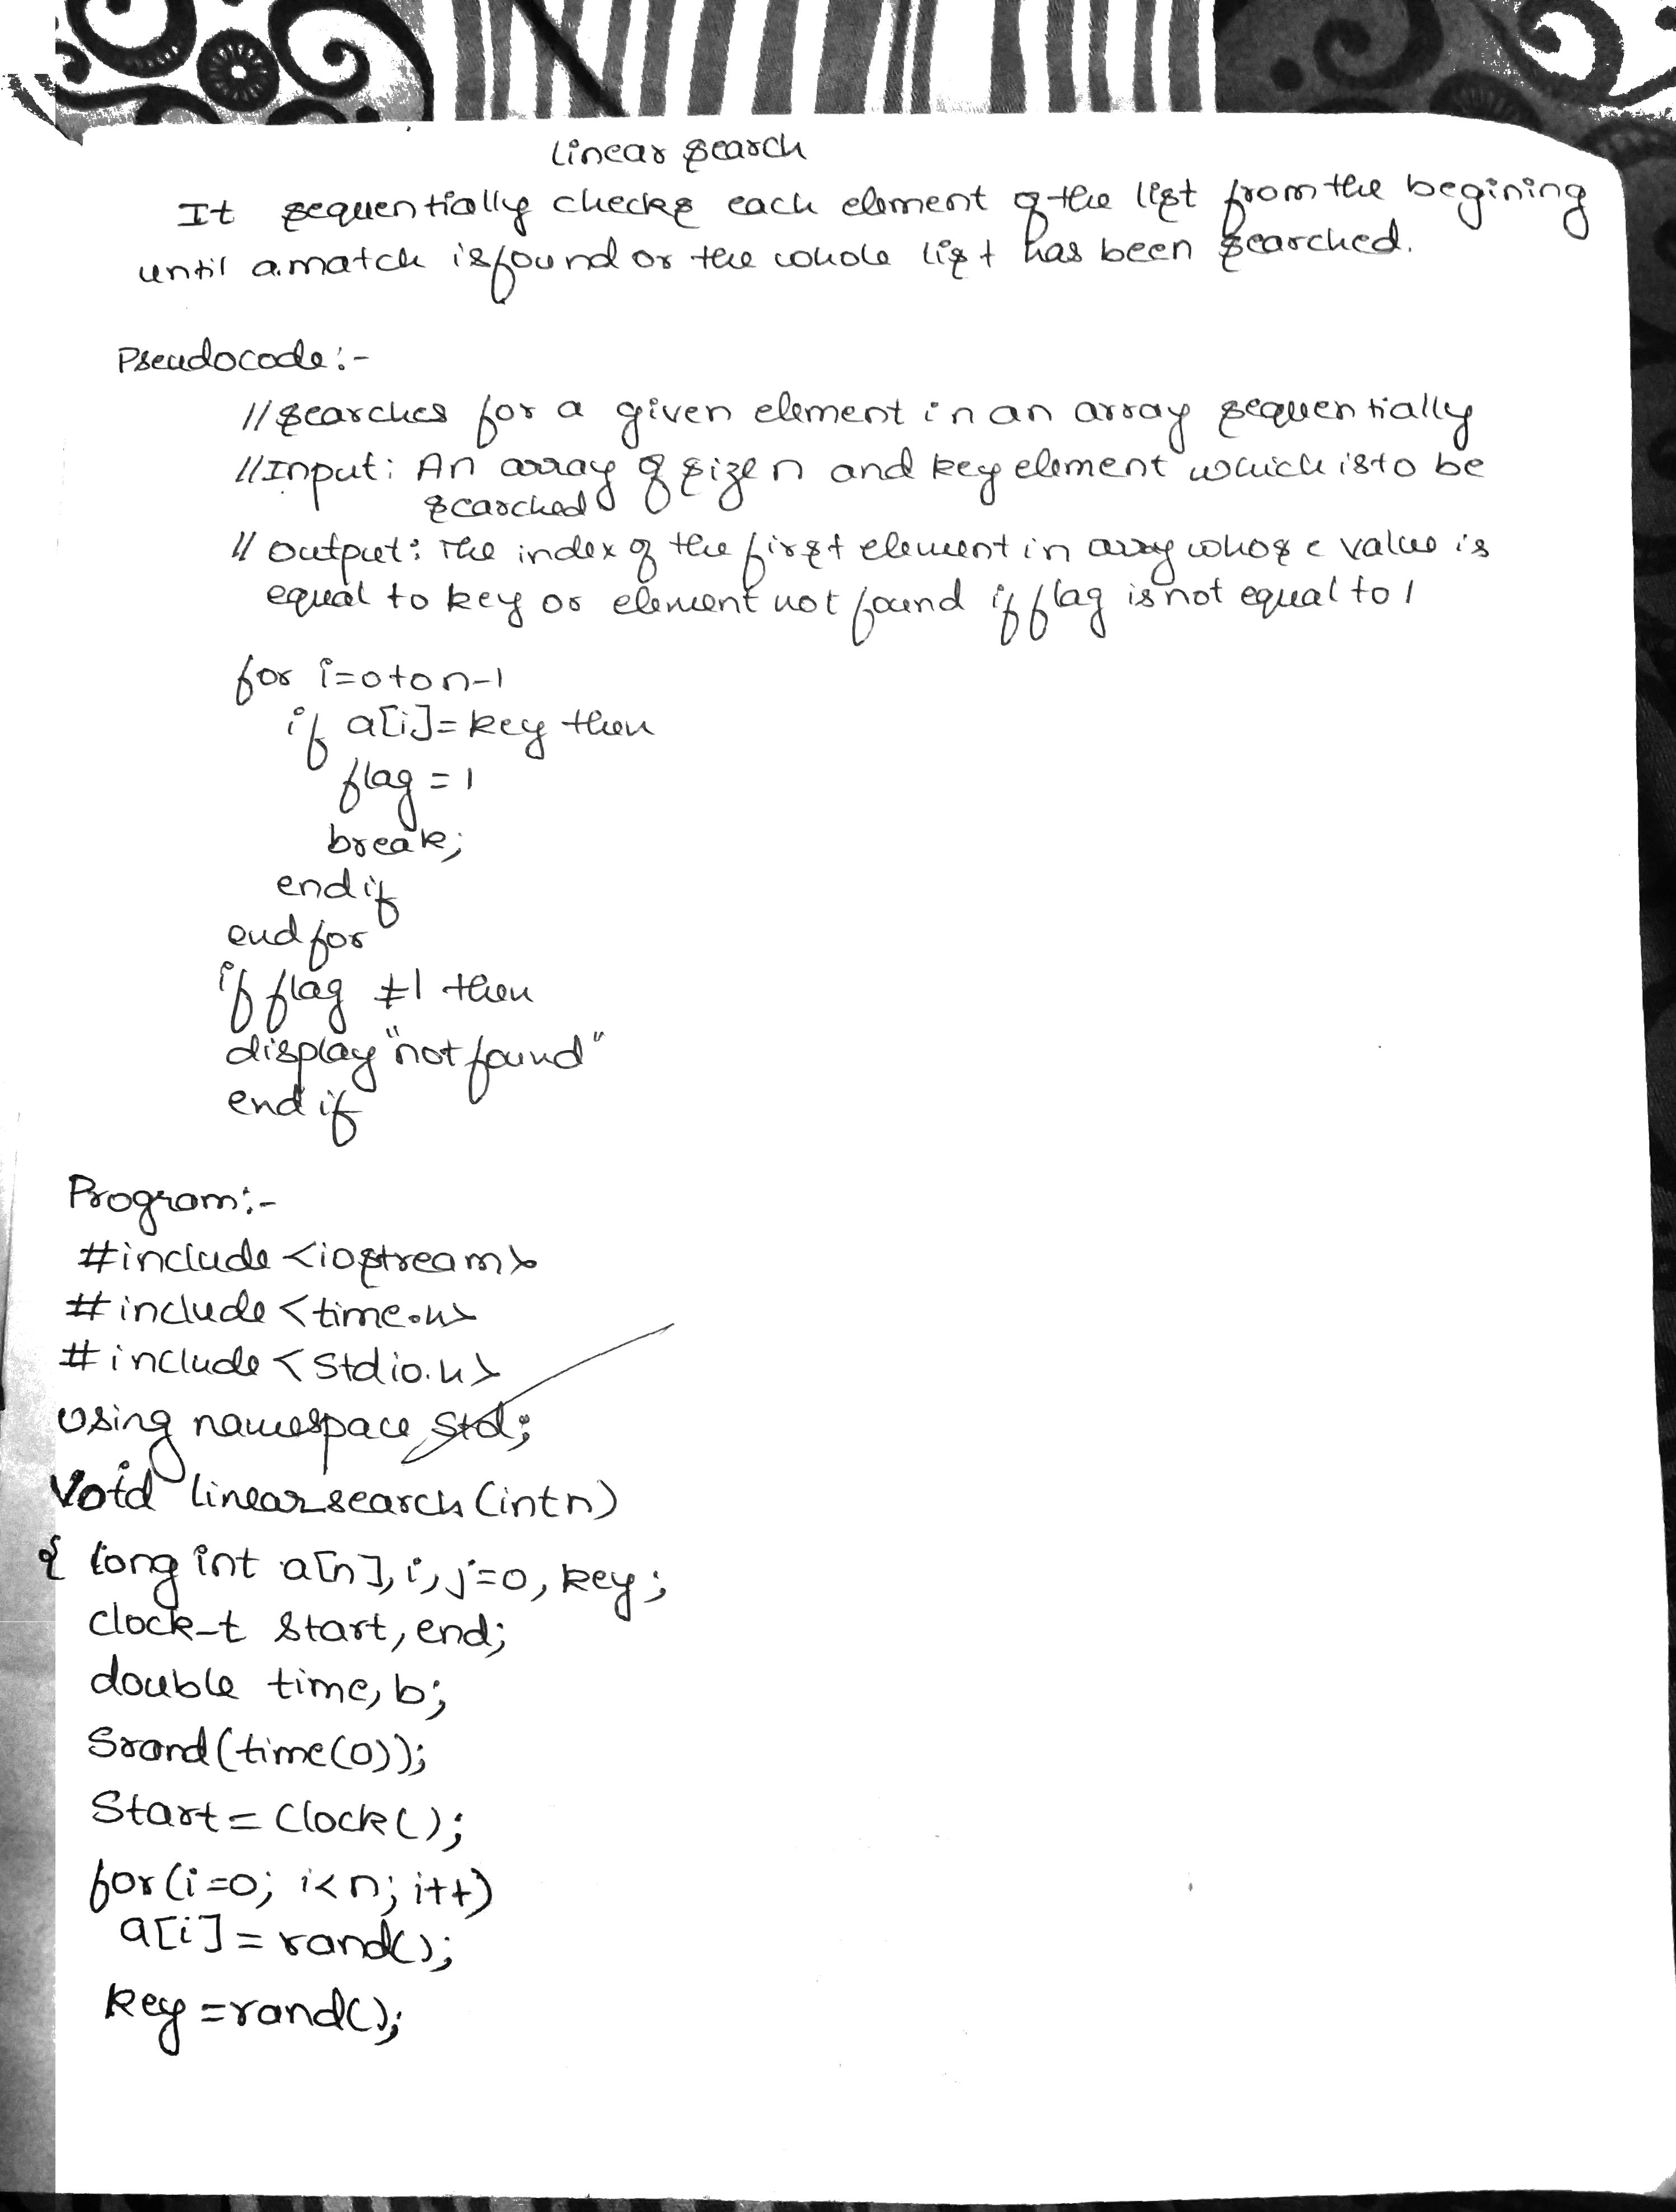 Linear search
It sequentially checks each element of the list from the begining
until a match is found or the whole list has been searched.
Pseudocode:-
//searches for a given element in an array sequentially
//Input: An array of size n and key element which is to be
searched
// Output: The index of the first element in array whose value is
equal to key or element not found if flag is not equal to 1
for i=0 to n-1
if a[i]=key then
flag = 1
break;
end if
end for
if flag ≠1 then
display "not found"
end if
Program:-
#include <iostream>
#include <time.h>
#include <stdio.h>
using namespace std;
Void linearsearch (int n)
{ long int a[n], i, j=0, key;
clock_t start, end;
double time, b;
Srand(time(0));
Start = Clock();
for(i=0; i<n; i++)
a[i] = rand();
key =rand();